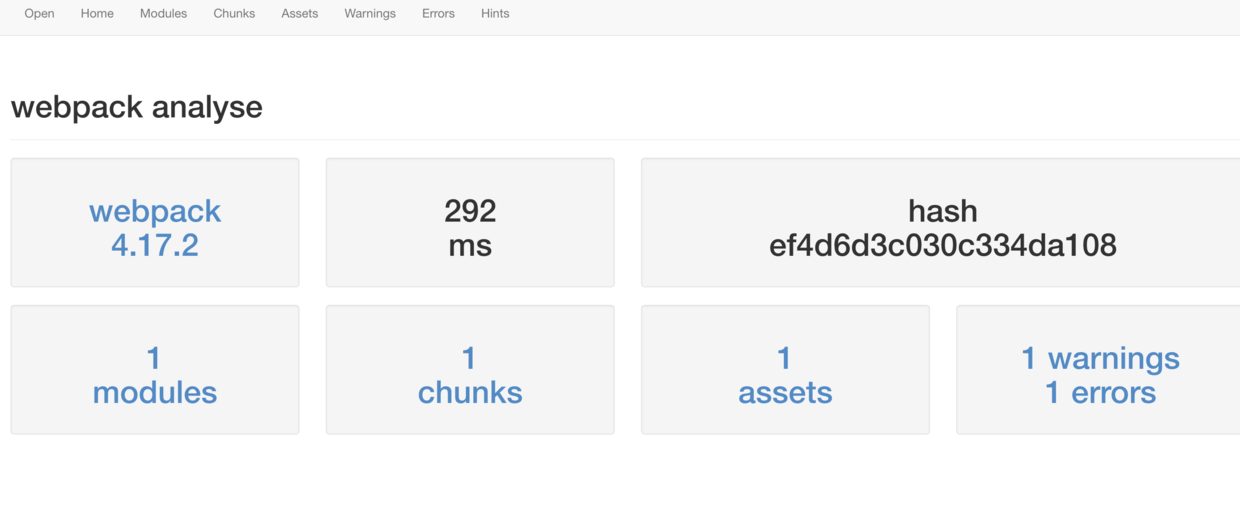 Open Home Modules Chunks Assets Warnings Errors Hints
webpack analyse
webpack
4.17.2
292
ms
hash
ef4d6d3c030c334da108
1
modules
1
chunks
1
assets
1 warnings
1 errors